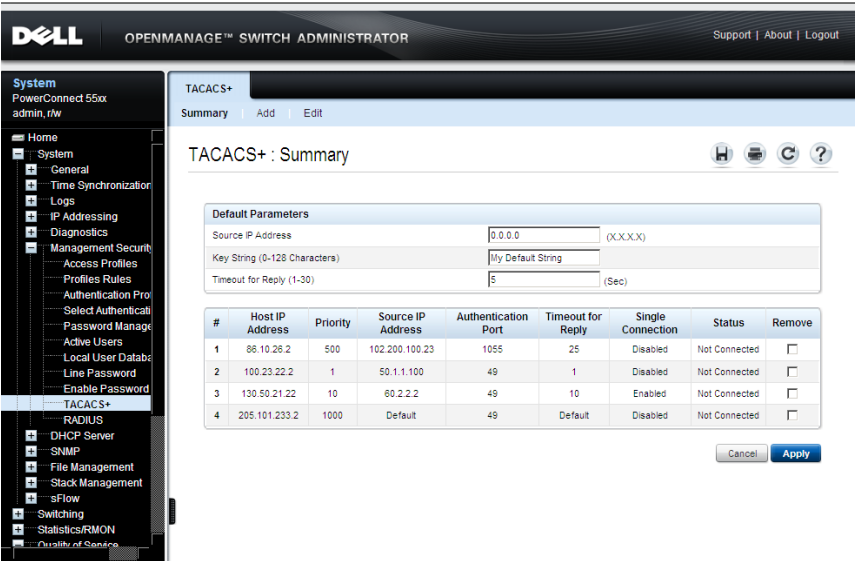 DELL
OPENMANAGE™ SWITCH ADMINISTRATOR
Support | About | Logout
System
PowerConnect 55xx
admin, r/w
Home
System
General
Time Synchronization
Logs
IP Addressing
Diagnostics
Management Security
Access Profiles
Profiles Rules
Authentication Prof
Select Authenticati
Password Manage
Active Users
Local User Databa
Line Password
Enable Password
TACACS+
RADIUS
DHCP Server
SNMP
File Management
Stack Management
sFlow
Switching
Statistics/RMON
Quality of Service
TACACS+
Summary | Add | Edit
TACACS+ : Summary
Default Parameters
Source IP Address 0.0.0.0 (X.X.X.X)
Key String (0-128 Characters) My Default String
Timeout for Reply (1-30) 5 (Sec)
# Host IP Address Priority Source IP Address Authentication Port Timeout for Reply Single Connection Status Remove
1 86.10.26.2 500 102.200.100.23 1055 25 Disabled Not Connected
2 100.23.22.2 1 50.1.1.100 49 1 Disabled Not Connected
3 130.50.21.22 10 60.2.2.2 49 10 Enabled Not Connected
4 205.101.233.2 1000 Default 49 Default Disabled Not Connected
Cancel Apply